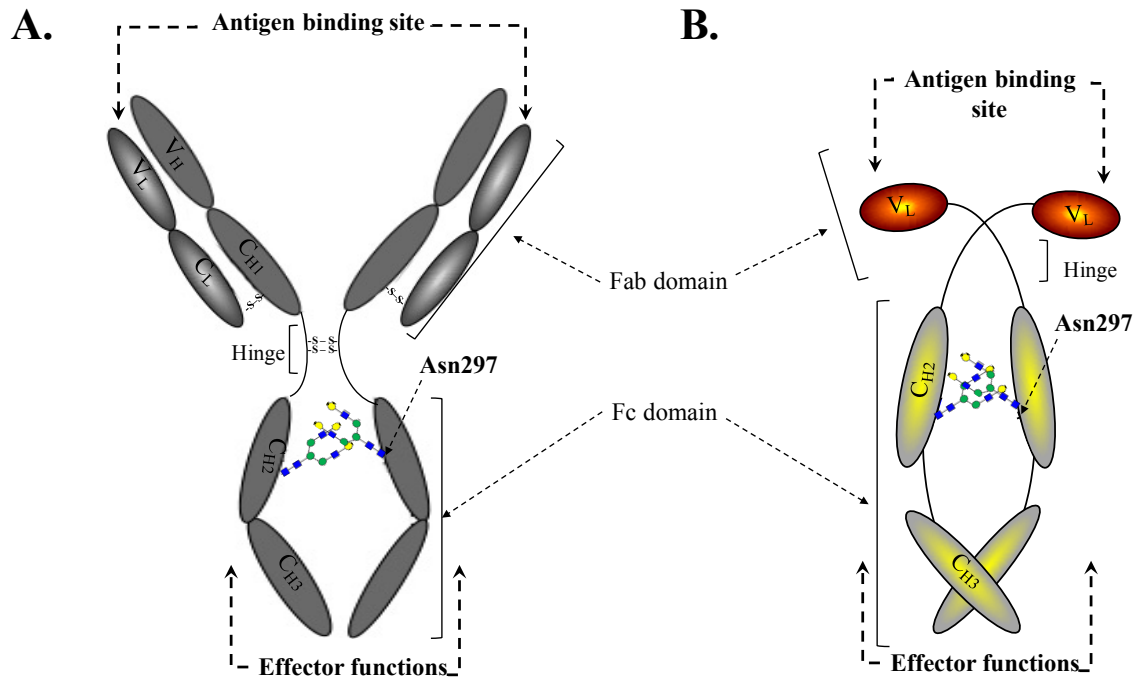 A.
Antigen binding site
V_H
V_L
C_H1
C_L
-S-S-
-S-S-
Hinge
-S–S-
-S–S-
Asn297
C_H2
C_H3
Effector functions
Fab domain
Fc domain
B.
Antigen binding
site
V_L
V_L
Hinge
Asn297
C_H2
C_H3
Effector functions